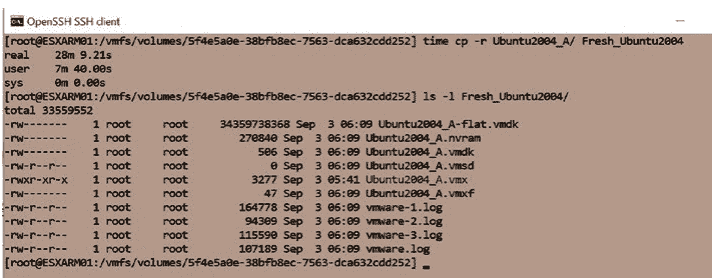 OpenSSH SSH client
[root@ESXARM01:/vmfs/volumes/5f4e5a0e-38bfb8ec-7563-dca632cdd252] time cp -r Ubuntu2004_A/ Fresh_Ubuntu2004
real 28m 9.21s
user 7m 40.00s
sys 0m 0.00s
[root@ESXARM01:/vmfs/volumes/5f4e5a0e-38bfb8ec-7563-dca632cdd252] ls -l Fresh_Ubuntu2004/
total 33559552
-rw------- 1 root root 34359738368 Sep 3 06:09 Ubuntu2004_A-flat.vmdk
-rw------- 1 root root 270840 Sep 3 06:09 Ubuntu2004_A.nvram
-rw------- 1 root root 506 Sep 3 06:09 Ubuntu2004_A.vmdk
-rw-r--r-- 1 root root 0 Sep 3 06:09 Ubuntu2004_A.vmsd
-rwxr-xr-x 1 root root 3277 Sep 3 05:41 Ubuntu2004_A.vmx
-rw------- 1 root root 47 Sep 3 06:09 Ubuntu2004_A.vmxf
-rw-r--r-- 1 root root 164778 Sep 3 06:09 vmware-1.log
-rw-r--r-- 1 root root 94309 Sep 3 06:09 vmware-2.log
-rw-r--r-- 1 root root 115590 Sep 3 06:09 vmware-3.log
-rw-r--r-- 1 root root 107189 Sep 3 06:09 vmware.log
[root@ESXARM01:/vmfs/volumes/5f4e5a0e-38bfb8ec-7563-dca632cdd252]